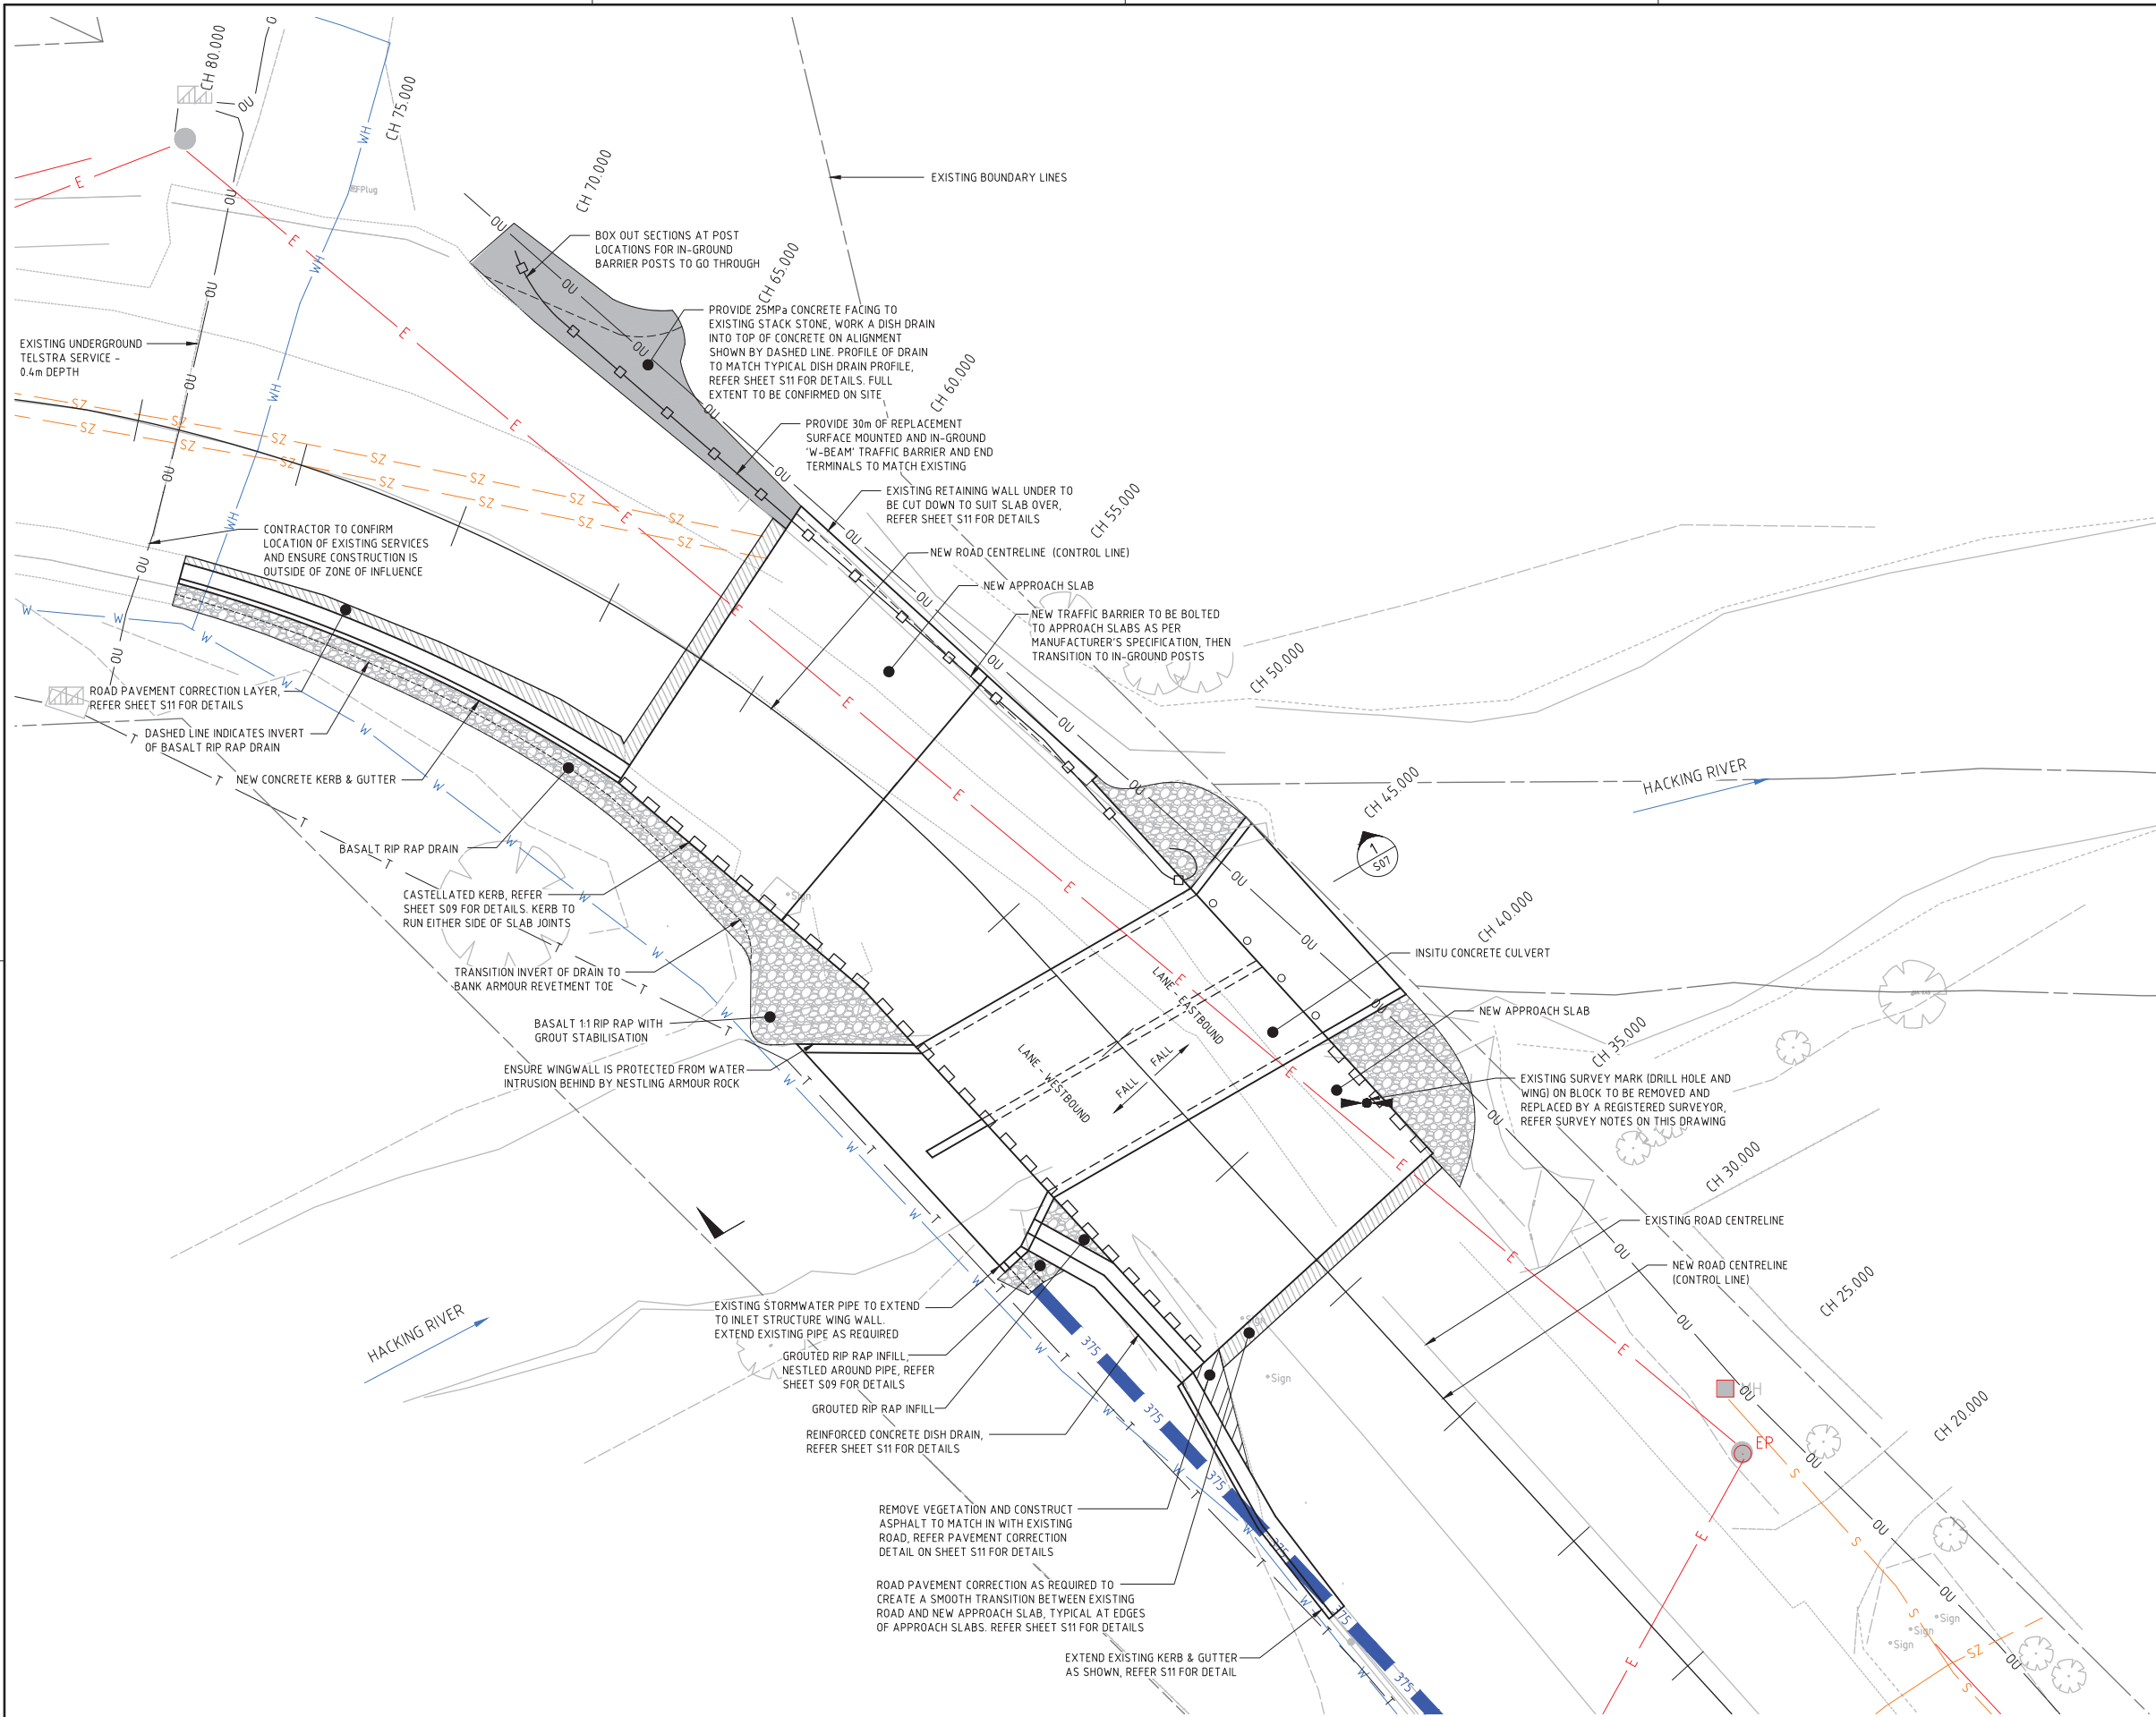 CH 80.000
CH 75.000
CH 70.000
CH 65.000
CH 60.000
CH 55.000
CH 50.000
CH 45.000
CH 40.000
CH 35.000
CH 30.000
CH 25.000
CH 20.000
EXISTING BOUNDARY LINES
BOX OUT SECTIONS AT POST
LOCATIONS FOR IN-GROUND
BARRIER POSTS TO GO THROUGH
PROVIDE 25MPa CONCRETE FACING TO
EXISTING STACK STONE, WORK A DISH DRAIN
INTO TOP OF CONCRETE ON ALIGNMENT
SHOWN BY DASHED LINE. PROFILE OF DRAIN
TO MATCH TYPICAL DISH DRAIN PROFILE,
REFER SHEET S11 FOR DETAILS. FULL
EXTENT TO BE CONFIRMED ON SITE
EXISTING UNDERGROUND
TELSTRA SERVICE -
0.4m DEPTH
PROVIDE 30m OF REPLACEMENT
SURFACE MOUNTED AND IN-GROUND
'W-BEAM' TRAFFIC BARRIER AND END
TERMINALS TO MATCH EXISTING
EXISTING RETAINING WALL UNDER TO
BE CUT DOWN TO SUIT SLAB OVER,
REFER SHEET S11 FOR DETAILS
CONTRACTOR TO CONFIRM
LOCATION OF EXISTING SERVICES
AND ENSURE CONSTRUCTION IS
OUTSIDE OF ZONE OF INFLUENCE
NEW ROAD CENTRELINE (CONTROL LINE)
NEW APPROACH SLAB
NEW TRAFFIC BARRIER TO BE BOLTED
TO APPROACH SLABS AS PER
MANUFACTURER'S SPECIFICATION, THEN
TRANSITION TO IN-GROUND POSTS
ROAD PAVEMENT CORRECTION LAYER,
REFER SHEET S11 FOR DETAILS
DASHED LINE INDICATES INVERT
OF BASALT RIP RAP DRAIN
NEW CONCRETE KERB & GUTTER
BASALT RIP RAP DRAIN
HACKING RIVER
1
S07
CASTELLATED KERB, REFER
SHEET S09 FOR DETAILS. KERB TO
RUN EITHER SIDE OF SLAB JOINTS
TRANSITION INVERT OF DRAIN TO
BANK ARMOUR REVETMENT TOE
INSITU CONCRETE CULVERT
LANE - EASTBOUND
LANE - WESTBOUND
FALL
FALL
NEW APPROACH SLAB
BASALT 1:1 RIP RAP WITH
GROUT STABILISATION
ENSURE WINGWALL IS PROTECTED FROM WATER
INTRUSION BEHIND BY NESTLING ARMOUR ROCK
EXISTING SURVEY MARK (DRILL HOLE AND
WING) ON BLOCK TO BE REMOVED AND
REPLACED BY A REGISTERED SURVEYOR,
REFER SURVEY NOTES ON THIS DRAWING
EXISTING ROAD CENTRELINE
NEW ROAD CENTRELINE
(CONTROL LINE)
HACKING RIVER
EXISTING STORMWATER PIPE TO EXTEND
TO INLET STRUCTURE WING WALL.
EXTEND EXISTING PIPE AS REQUIRED
GROUTED RIP RAP INFILL,
NESTLED AROUND PIPE, REFER
SHEET S09 FOR DETAILS
GROUTED RIP RAP INFILL
REINFORCED CONCRETE DISH DRAIN,
REFER SHEET S11 FOR DETAILS
REMOVE VEGETATION AND CONSTRUCT
ASPHALT TO MATCH IN WITH EXISTING
ROAD, REFER PAVEMENT CORRECTION
DETAIL ON SHEET S11 FOR DETAILS
ROAD PAVEMENT CORRECTION AS REQUIRED TO
CREATE A SMOOTH TRANSITION BETWEEN EXISTING
ROAD AND NEW APPROACH SLAB, TYPICAL AT EDGES
OF APPROACH SLABS. REFER SHEET S11 FOR DETAILS
EXTEND EXISTING KERB & GUTTER
AS SHOWN, REFER S11 FOR DETAIL
375
375
375
375
375
375
MH
EP
Sign
Sign
Sign
Sign
Sign